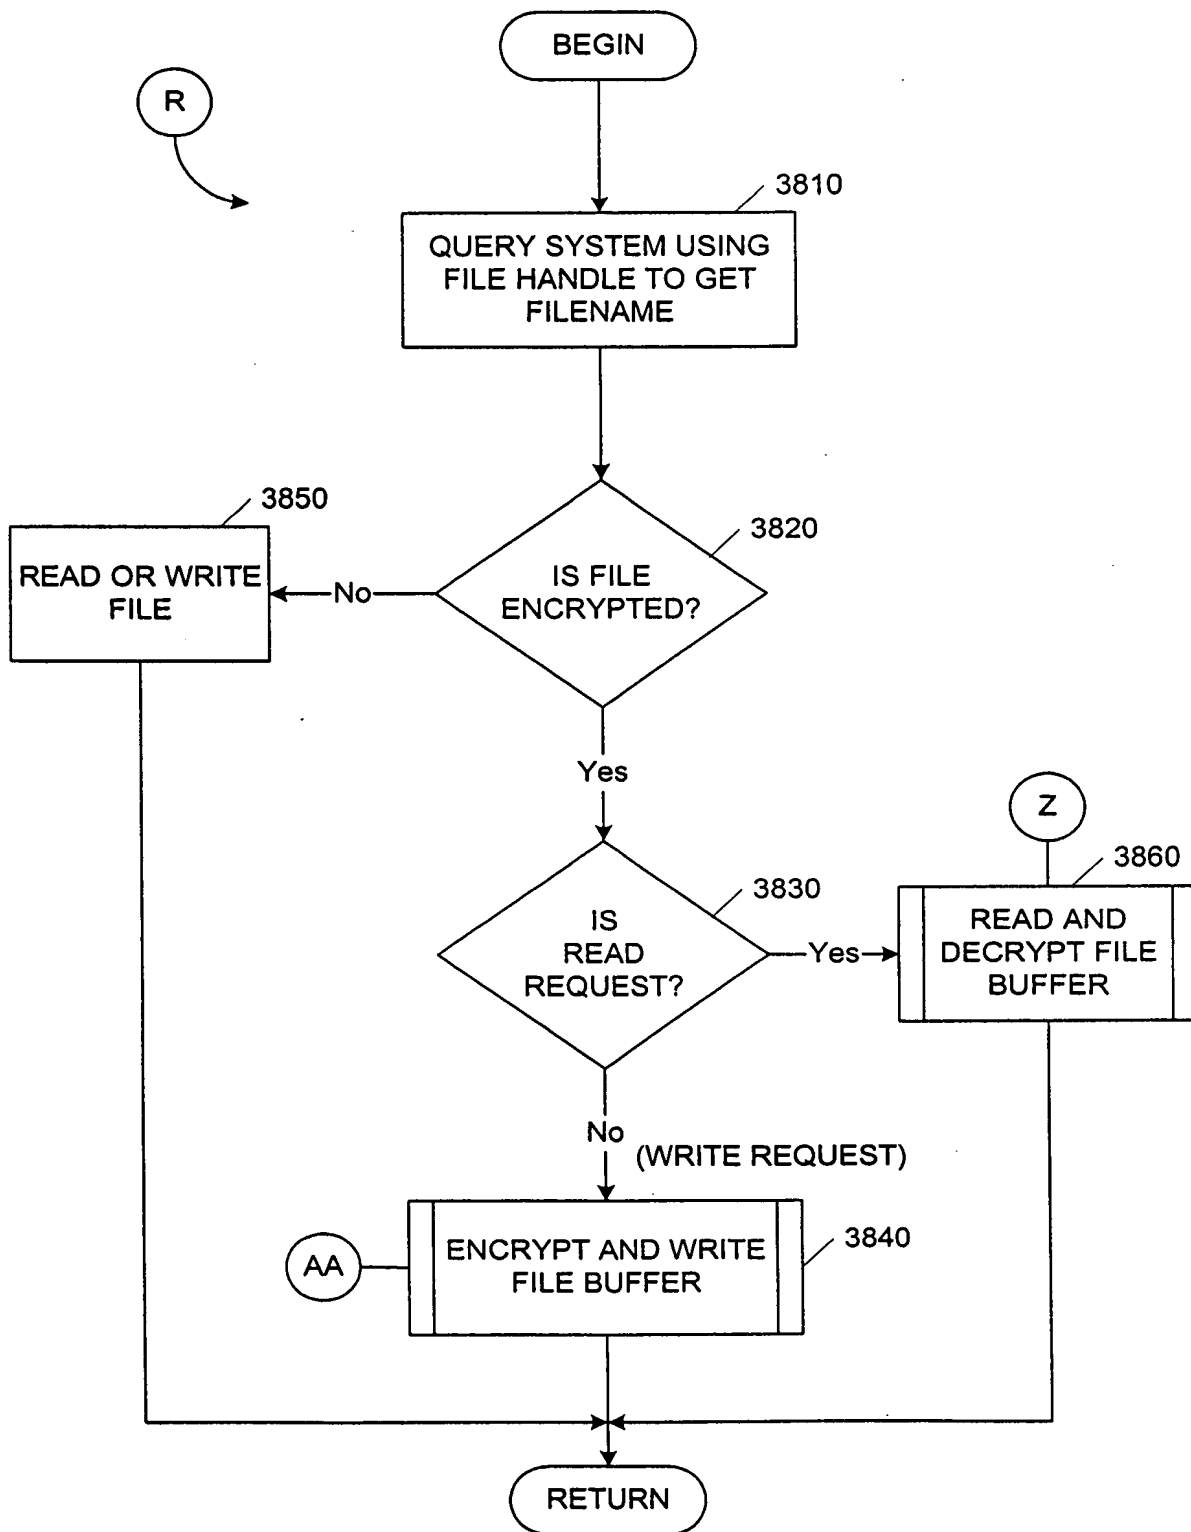 BEGIN
R
3810
QUERY SYSTEM USING
FILE HANDLE TO GET
FILENAME
3850
3820
READ OR WRITE
FILE
No
IS FILE
ENCRYPTED?
Yes
Z
3860
3830
IS
READ
REQUEST?
Yes
READ AND
DECRYPT FILE
BUFFER
No
(WRITE REQUEST)
3840
AA
ENCRYPT AND WRITE
FILE BUFFER
RETURN